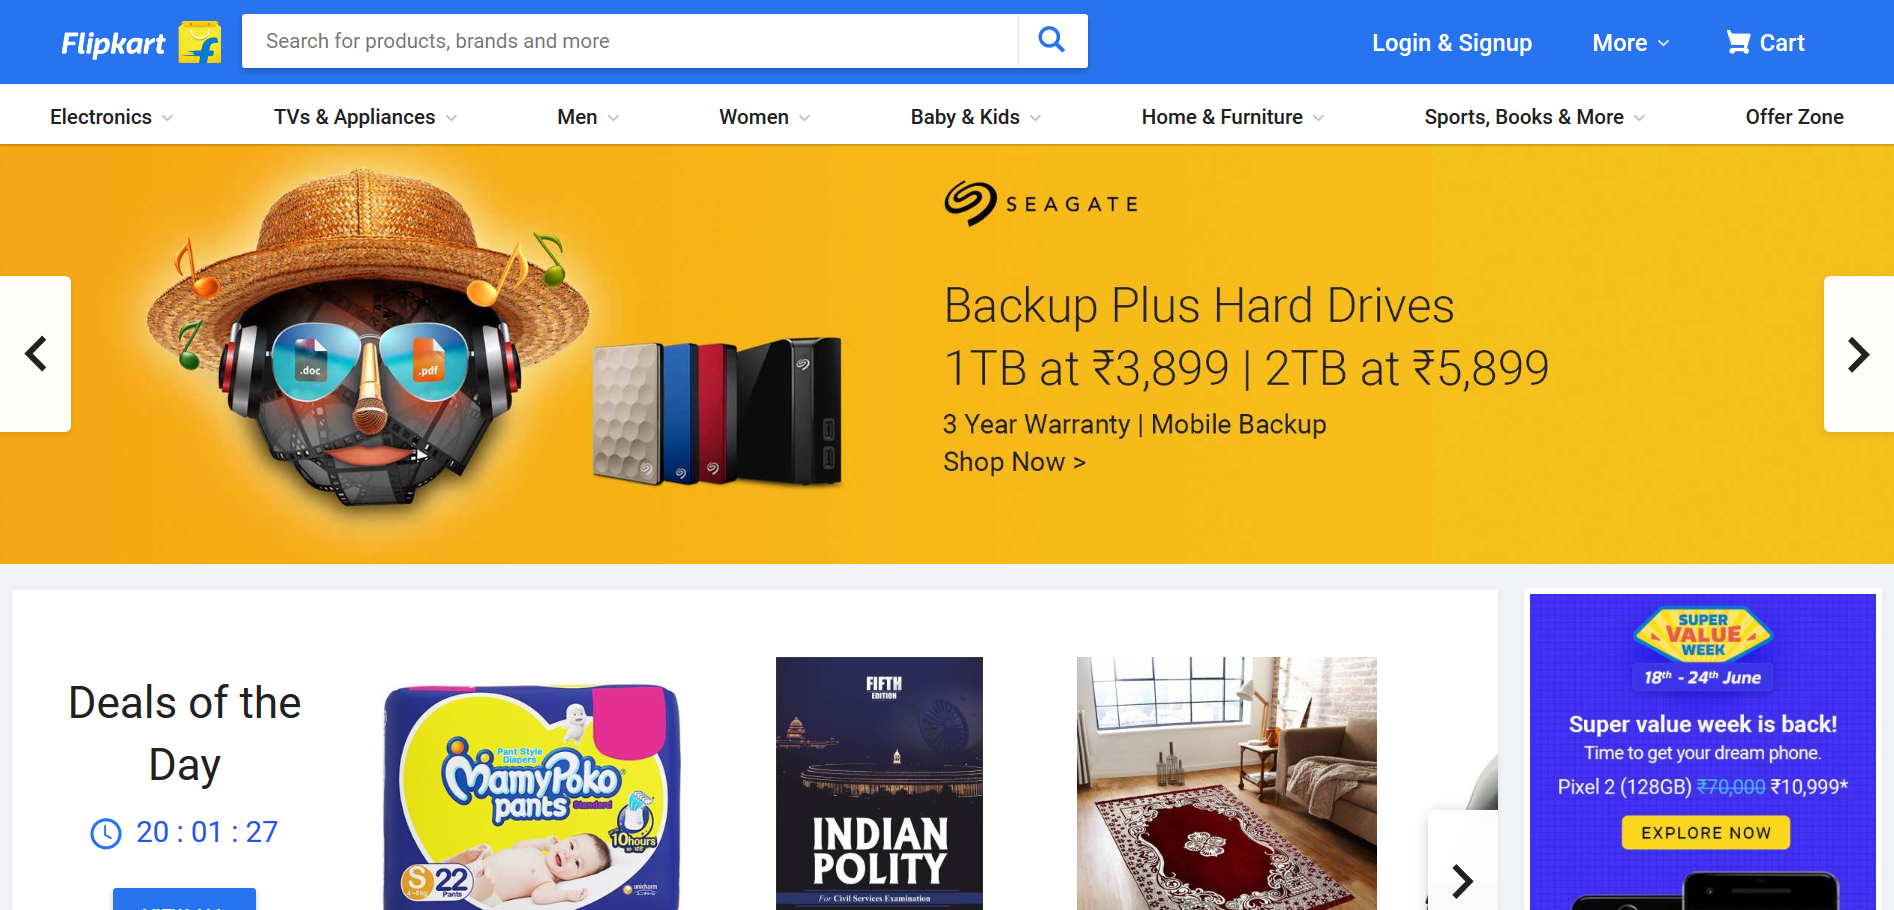 Flipkart
Search for products, brands and more
Login & Signup
More
Cart
Electronics
TVs & Appliances
Men
Women
Baby & Kids
Home & Furniture
Sports, Books & More
Offer Zone
SEAGATE
Backup Plus Hard Drives
1TB at ₹3,899 | 2TB at ₹5,899
3 Year Warranty | Mobile Backup
Shop Now >
.doc
.pdf
Deals of the
Day
20 : 01 : 27
Pant Style
Diapers
MamyPoko
pants
Standard
10hours
S
4-8kg
22
Pants
unicharm
FIFTH
EDITION
INDIAN
POLITY
For Civil Services Examination
SUPER
VALUE
WEEK
18th - 24th June
Super value week is back!
Time to get your dream phone.
Pixel 2 (128GB) ₹70,000 ₹10,999*
EXPLORE NOW